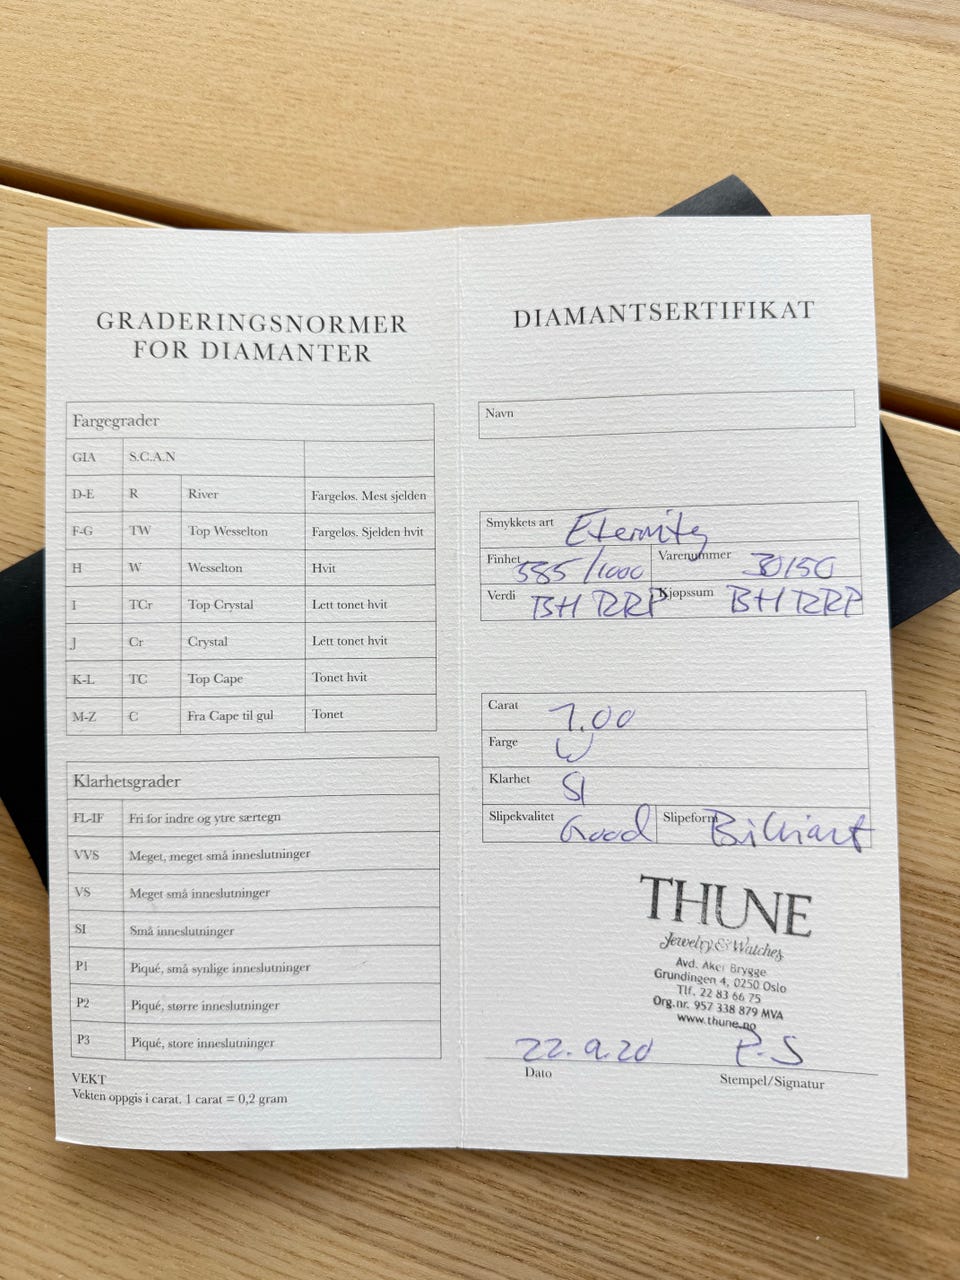 GRADERINGSNORMER
FOR DIAMANTER
Fargegrader
GIA S.C.A.N
D-E R River Fargeløs. Mest sjelden
F-G TW Top Wesselton Fargeløs. Sjelden hvit
H W Wesselton Hvit
I TCr Top Crystal Lett tonet hvit
J Cr Crystal Lett tonet hvit
K-L TC Top Cape Tonet hvit
M-Z C Fra Cape til gul Tonet
Klarhetsgrader
FL-IF Fri for indre og ytre særtegn
VVS Meget, meget små inneslutninger
VS Meget små inneslutninger
SI Små inneslutninger
P1 Piqué, små synlige inneslutninger
P2 Piqué, større inneslutninger
P3 Piqué, store inneslutninger
VEKT
Vekten oppgis i carat. 1 carat = 0,2 gram
DIAMANTSERTIFIKAT
Navn
Smykkets art Eternity
Finhet 585/1000 Varenummer 30150
Verdi BH RRP Kjøpssum BH RRP
Carat 1.00
Farge W
Klarhet SI
Slipekvalitet Good Slipeform Brilliant
THUNE
Jewelry & Watches
Avd. Aker Brygge
Grundingen 4, 0250 Oslo
Tlf. 22 83 66 75
Org.nr. 957 338 879 MVA
www.thune.no
22.9.20 P.S
Dato Stempel/Signatur